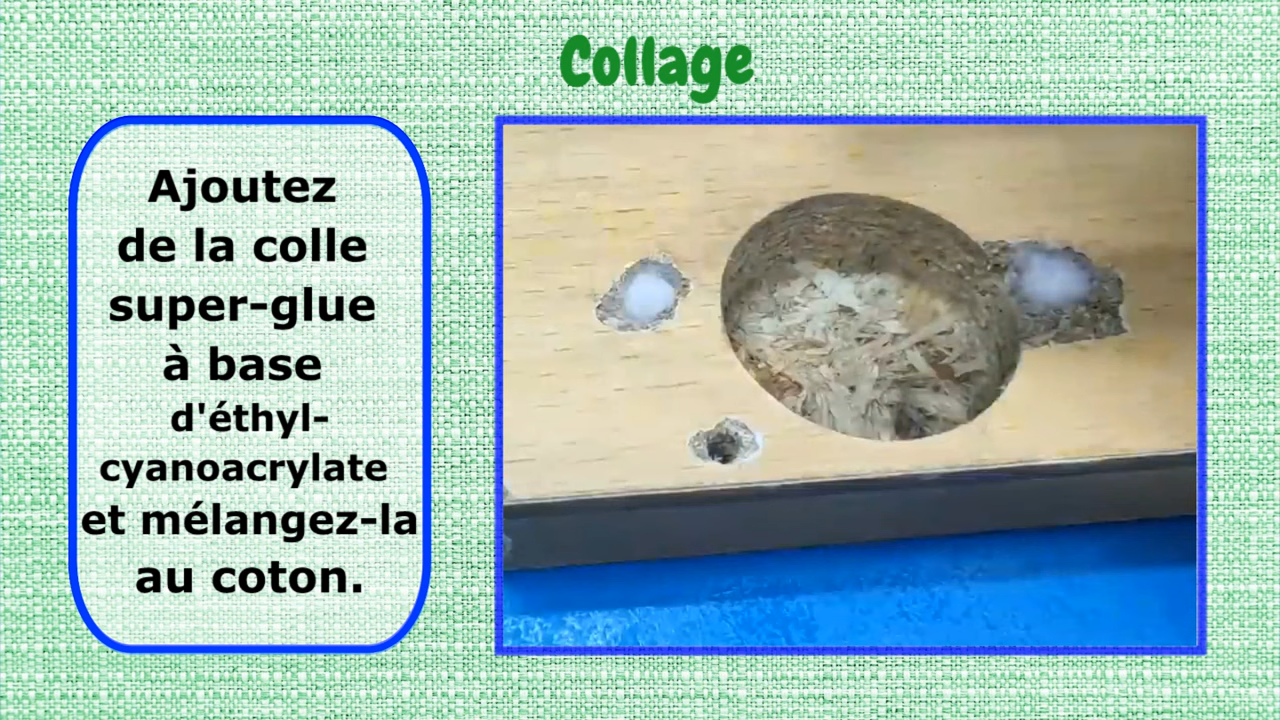 Collage
Ajoutez
de la colle
super-glue
à base
d'éthyl-
cyanoacrylate
et mélangez-la
au coton.